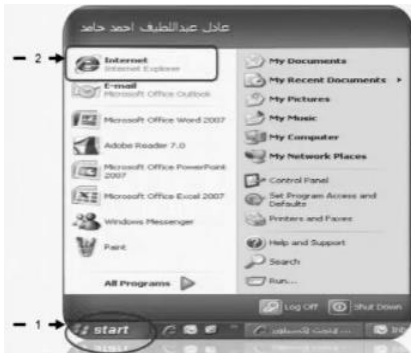 عادل عبداللطيف احمد حامد
2
Internet
Internet Explorer
E-mail
Microsoft Office Outlook
Microsoft Office Word 2007
Adobe Reader 7.0
Microsoft Office PowerPoint
2007
Microsoft Office Excel 2007
Windows Messenger
Paint
All Programs
My Documents
My Recent Documents
My Pictures
My Music
My Computer
My Network Places
Control Panel
Set Program Access and
Defaults
Printers and Faxes
Help and Support
Search
Run...
Log Off
Shut Down
1
start